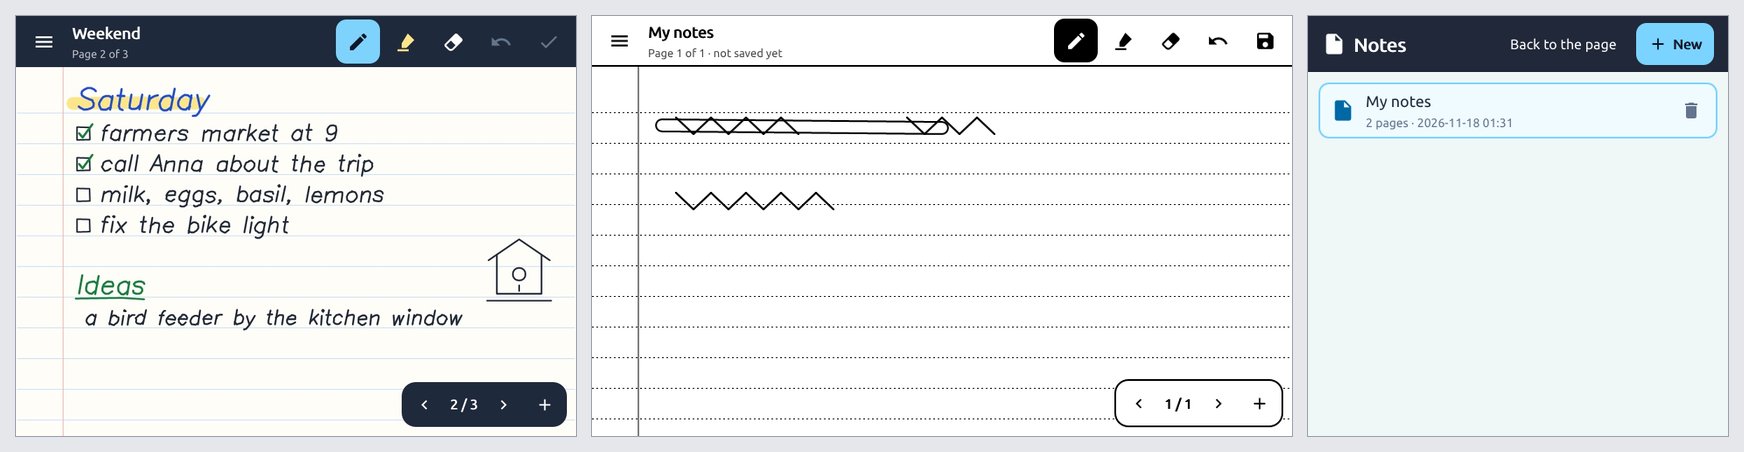 Weekend
Page 2 of 3
Saturday
farmers market at 9
call Anna about the trip
milk, eggs, basil, lemons
fix the bike light
Ideas
a bird feeder by the kitchen window
2/3
My notes
Page 1 of 1 · not saved yet
1/1
Notes
Back to the page
+ New
My notes
2 pages · 2026-11-18 01:31